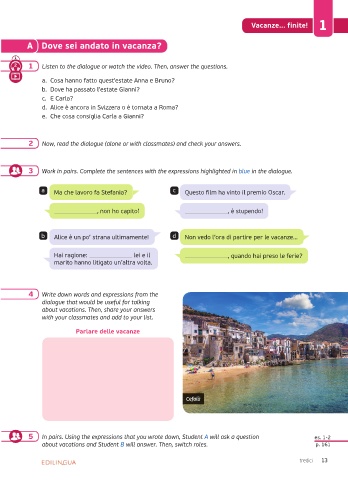 Vacanze... finite! 1
A Dove sei andato in vacanza?
1 Listen to the dialogue or watch the video. Then, answer the questions.
a. Cosa hanno fatto quest'estate Anna e Bruno?
b. Dove ha passato l'estate Gianni?
c. E Carla?
d. Alice è ancora in Svizzera o è tornata a Roma?
e. Che cosa consiglia Carla a Gianni?
2 Now, read the dialogue (alone or with classmates) and check your answers.
3 Work in pairs. Complete the sentences with the expressions highlighted in blue in the dialogue.
a Ma che lavoro fa Stefania?
, non ho capito!
c Questo film ha vinto il premio Oscar.
, è stupendo!
b Alice è un po' strana ultimamente!
Hai ragione: lei e il
marito hanno litigato un'altra volta.
d Non vedo l'ora di partire per le vacanze...
, quando hai preso le ferie?
4 Write down words and expressions from the
dialogue that would be useful for talking
about vacations. Then, share your answers
with your classmates and add to your list.
Parlare delle vacanze
Cefalù
5 In pairs. Using the expressions that you wrote down, Student A will ask a question
about vacations and Student B will answer. Then, switch roles.
es. 1-2
p. 161
EDILINGUA
tredici 13